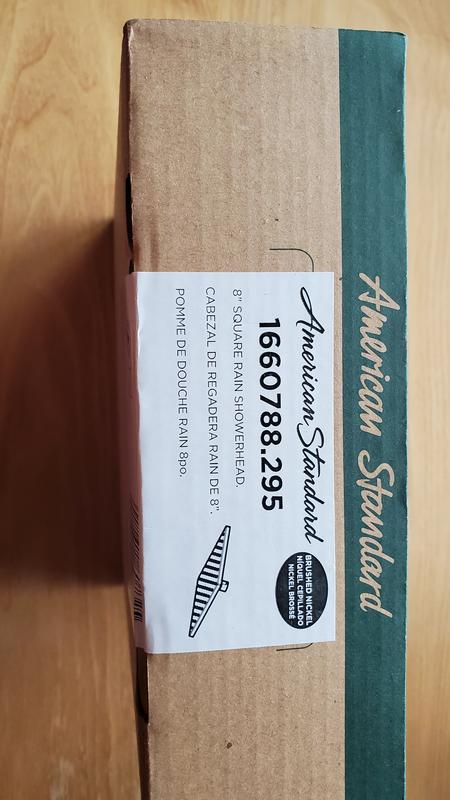 American Standard
American Standard
1660788.295
8" SQUARE RAIN SHOWERHEAD.
CABEZAL DE REGADERA RAIN DE 8".
POMME DE DOUCHE RAIN 8po.
BRUSHED NICKEL
NÍQUEL CEPILLADO
NICKEL BROSSÉ